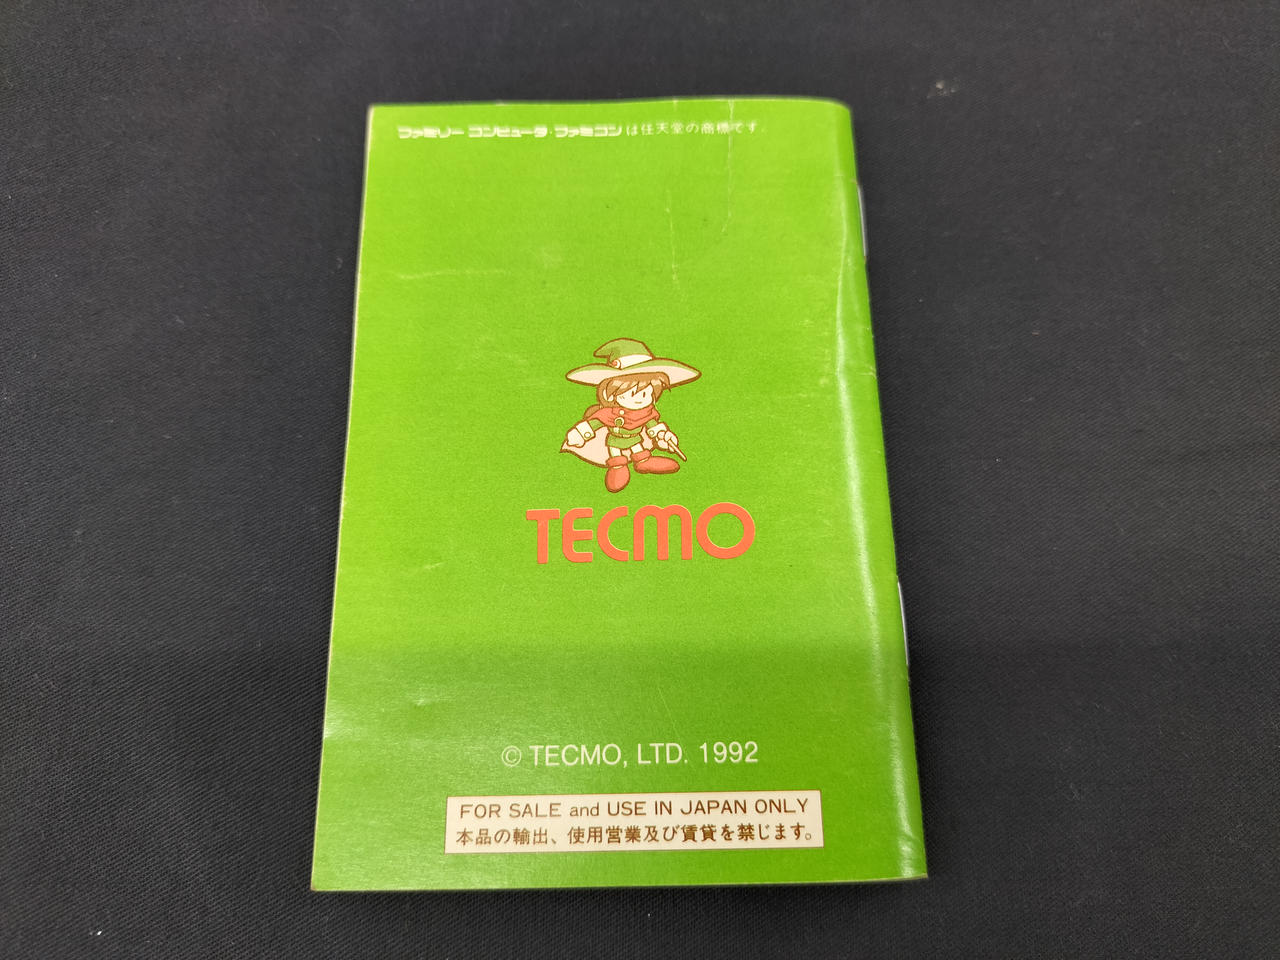 ファミリー コンピュータ・ファミコンは任天堂の商標です。
TECMO
© TECMO, LTD. 1992
FOR SALE and USE IN JAPAN ONLY
本品の輸出、使用営業及び賃貸を禁じます。